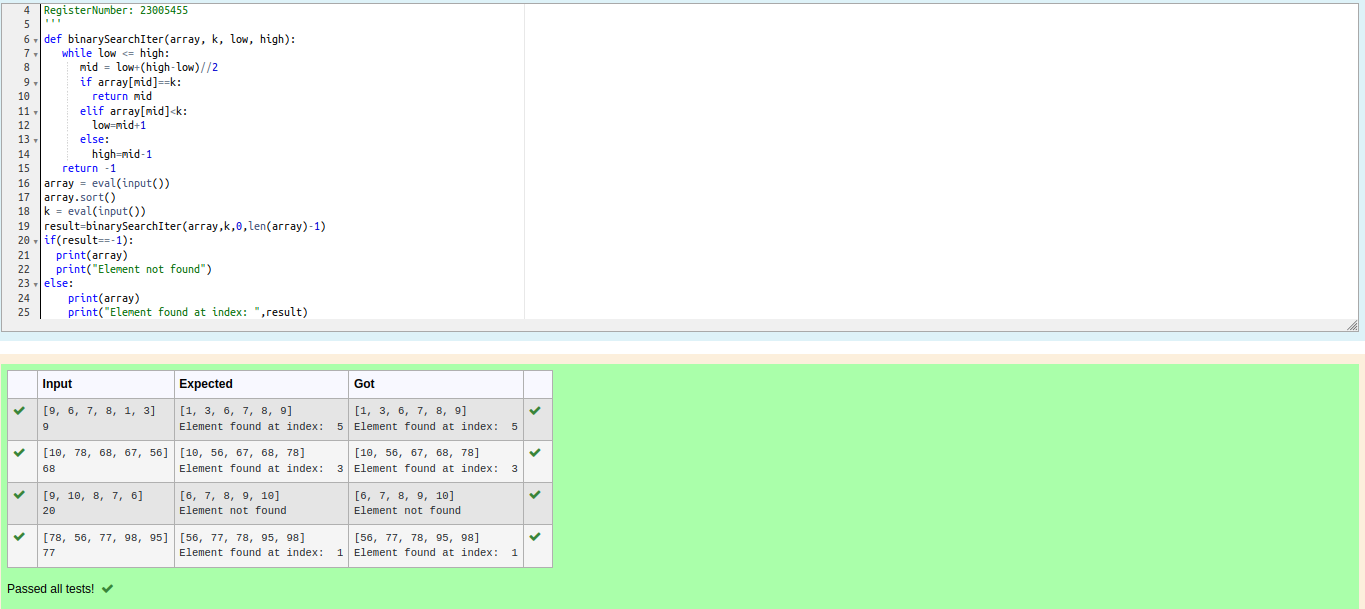 4 RegisterNumber: 23005455
5 '''
6 def binarySearchIter(array, k, low, high):
7    while low <= high:
8       mid = low+(high-low)//2
9       if array[mid]==k:
10         return mid
11       elif array[mid]<k:
12         low=mid+1
13       else:
14         high=mid-1
15    return -1
16 array = eval(input())
17 array.sort()
18 k = eval(input())
19 result=binarySearchIter(array,k,0,len(array)-1)
20 if(result==-1):
21   print(array)
22   print("Element not found")
23 else:
24     print(array)
25     print("Element found at index: ",result)
Input Expected Got
[9, 6, 7, 8, 1, 3] [1, 3, 6, 7, 8, 9] [1, 3, 6, 7, 8, 9]
9 Element found at index:  5 Element found at index:  5
[10, 78, 68, 67, 56] [10, 56, 67, 68, 78] [10, 56, 67, 68, 78]
68 Element found at index:  3 Element found at index:  3
[9, 10, 8, 7, 6] [6, 7, 8, 9, 10] [6, 7, 8, 9, 10]
20 Element not found Element not found
[78, 56, 77, 98, 95] [56, 77, 78, 95, 98] [56, 77, 78, 95, 98]
77 Element found at index:  1 Element found at index:  1
Passed all tests!